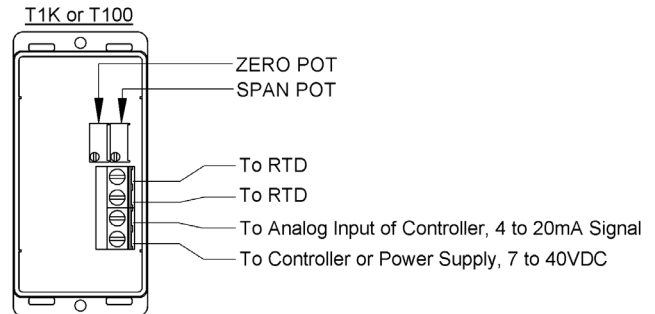 T1K or T100
ZERO POT
SPAN POT
To RTD
To RTD
To Analog Input of Controller, 4 to 20mA Signal
To Controller or Power Supply, 7 to 40VDC